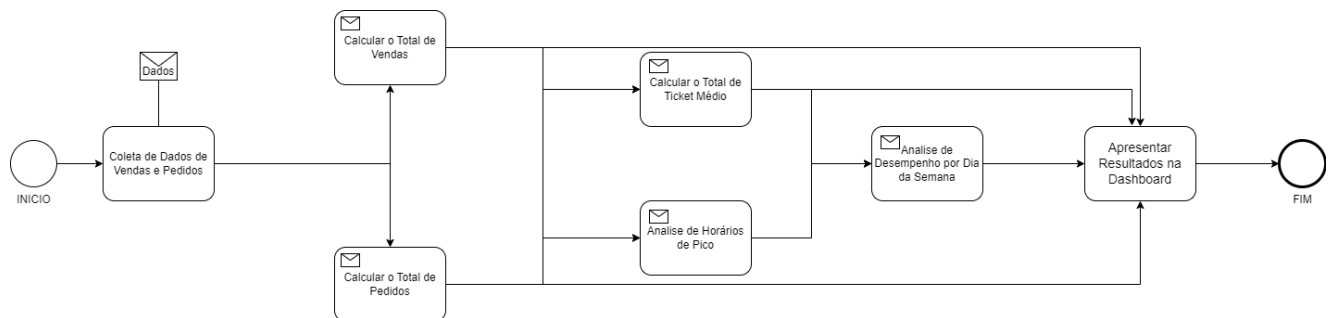 Calcular o Total de
Vendas
Dados
Calcular o Total de
Ticket Médio
Coleta de Dados de
Vendas e Pedidos
Analise de
Desempenho por Dia
da Semana
Apresentar
Resultados na
Dashboard
INICIO
FIM
Analise de Horários
de Pico
Calcular o Total de
Pedidos